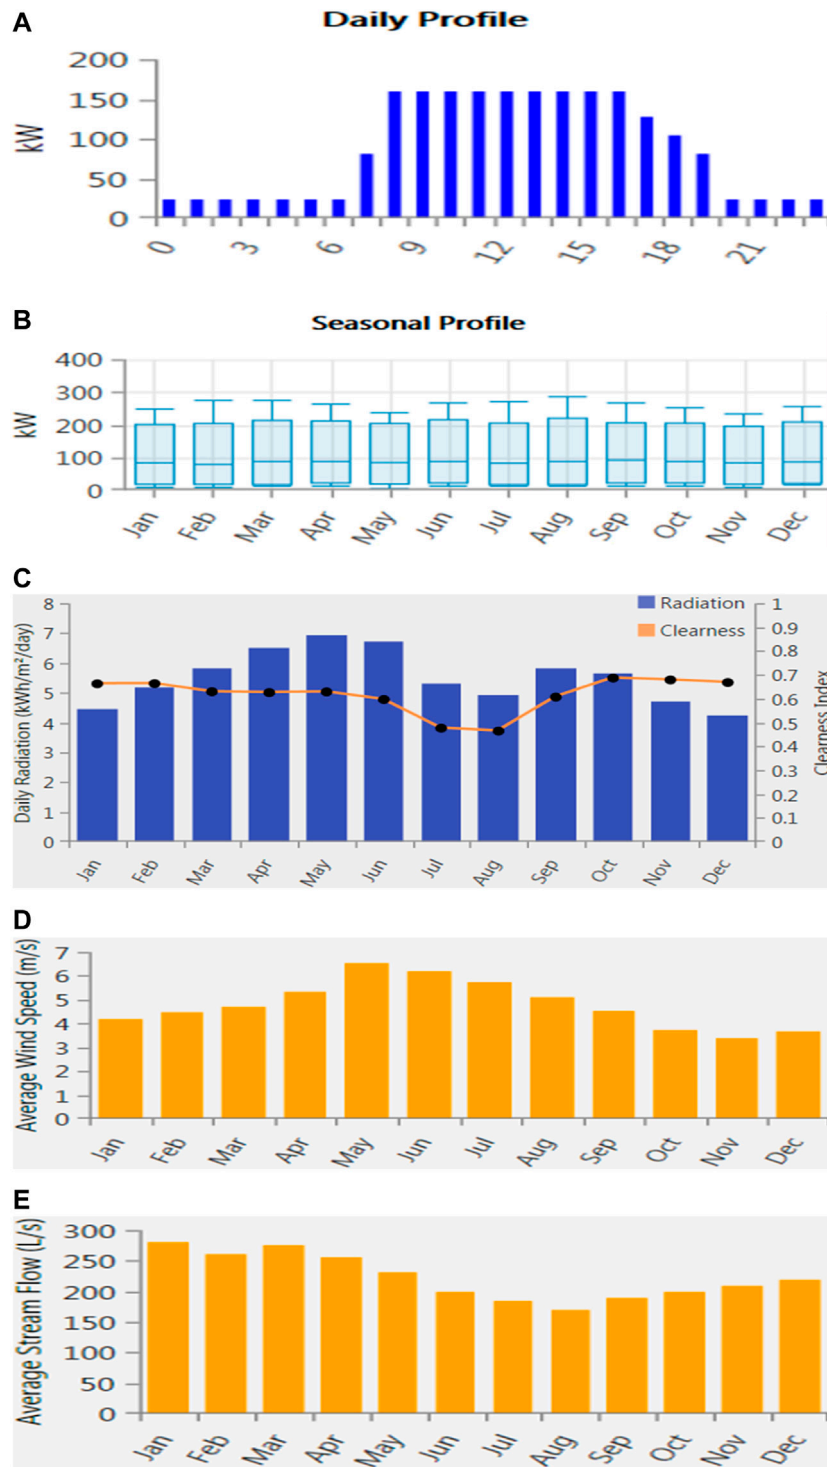 A
Daily Profile
kW
200
150
100
50
0
0 3 6 9 12 15 18 21
B
Seasonal Profile
kW
400
300
200
100
0
Jan Feb Mar Apr May Jun Jul Aug Sep Oct Nov Dec
C
Daily Radiation (kWh/m²/day)
8
7
6
5
4
3
2
1
0
Radiation
Clearness
1
0.9
0.8
0.7
0.6
0.5
0.4
0.3
0.2
0.1
0
Clearness Index
Jan Feb Mar Apr May Jun Jul Aug Sep Oct Nov Dec
D
Average Wind Speed (m/s)
7
6
5
4
3
2
1
0
Jan Feb Mar Apr May Jun Jul Aug Sep Oct Nov Dec
E
Average Stream Flow (L/s)
300
250
200
150
100
50
0
Jan Feb Mar Apr May Jun Jul Aug Sep Oct Nov Dec